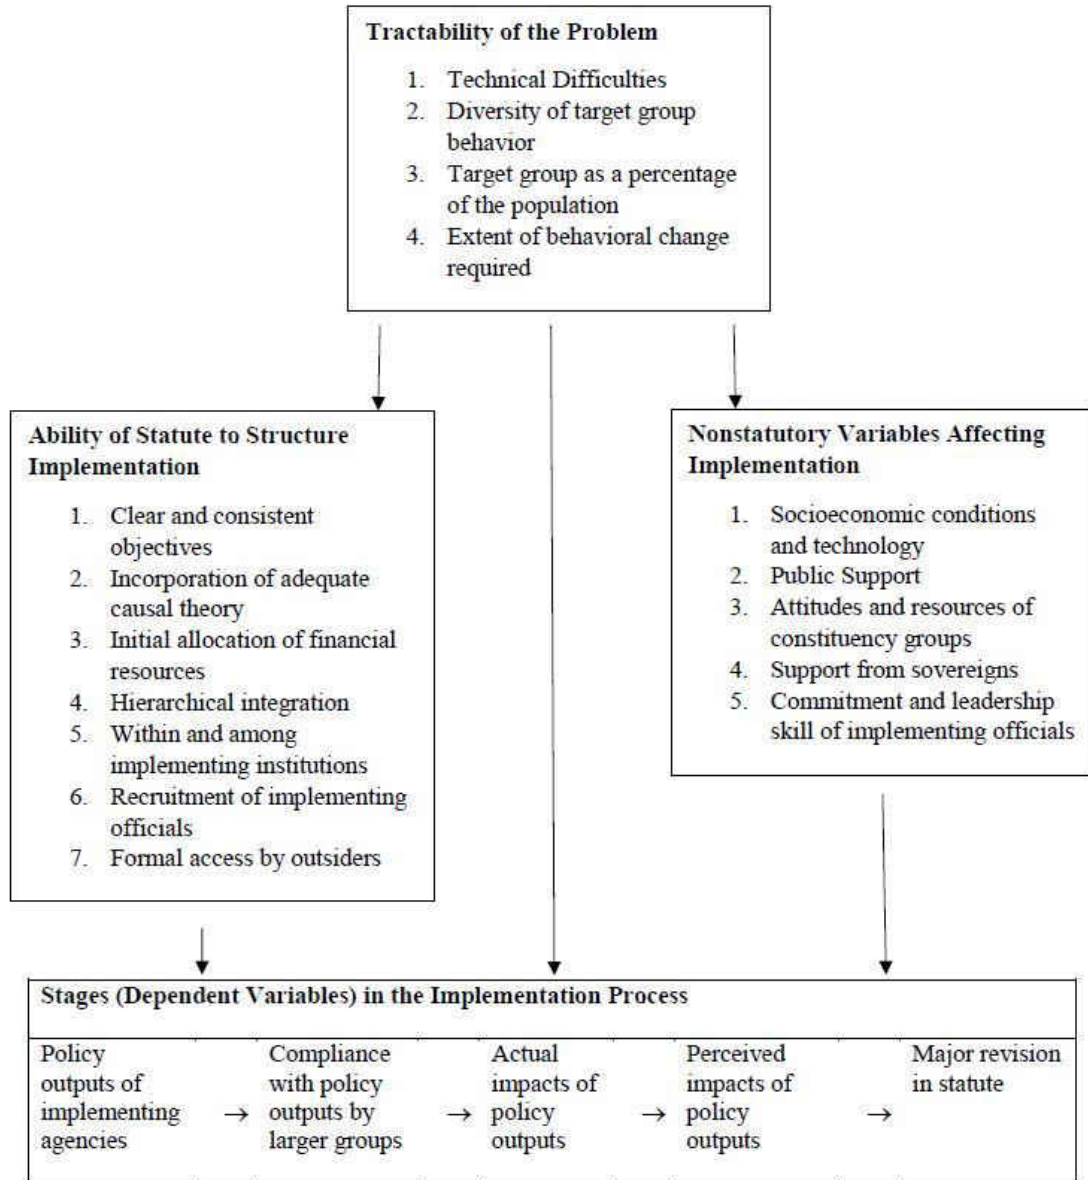 Tractability of the Problem
1. Technical Difficulties
2. Diversity of target group
behavior
3. Target group as a percentage
of the population
4. Extent of behavioral change
required
Ability of Statute to Structure
Implementation
1. Clear and consistent
objectives
2. Incorporation of adequate
causal theory
3. Initial allocation of financial
resources
4. Hierarchical integration
5. Within and among
implementing institutions
6. Recruitment of implementing
officials
7. Formal access by outsiders
Nonstatutory Variables Affecting
Implementation
1. Socioeconomic conditions
and technology
2. Public Support
3. Attitudes and resources of
constituency groups
4. Support from sovereigns
5. Commitment and leadership
skill of implementing officials
Stages (Dependent Variables) in the Implementation Process
Policy
outputs of
implementing
agencies
→
Compliance
with policy
outputs by
larger groups
→
Actual
impacts of
policy
outputs
→
Perceived
impacts of
policy
outputs
→
Major revision
in statute